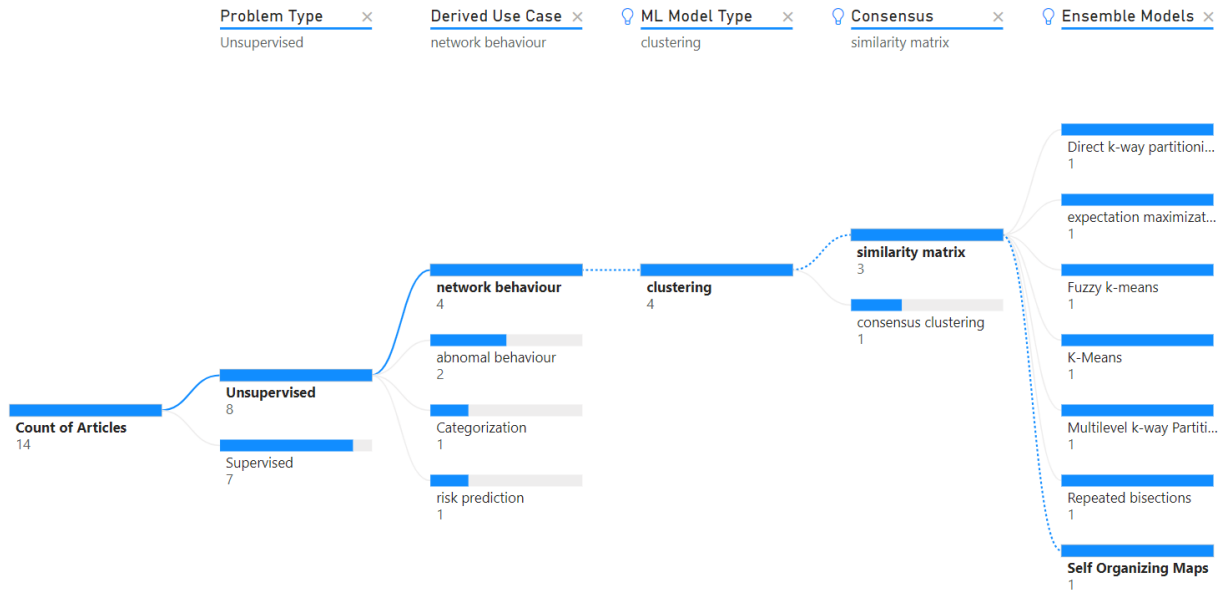 Problem Type
Unsupervised
Derived Use Case
network behaviour
ML Model Type
clustering
Consensus
similarity matrix
Ensemble Models
Count of Articles
14
Unsupervised
8
Supervised
7
network behaviour
4
abnomal behaviour
2
Categorization
1
risk prediction
1
clustering
4
similarity matrix
3
consensus clustering
1
Direct k-way partitioni...
1
expectation maximizat...
1
Fuzzy k-means
1
K-Means
1
Multilevel k-way Partiti...
1
Repeated bisections
1
Self Organizing Maps
1